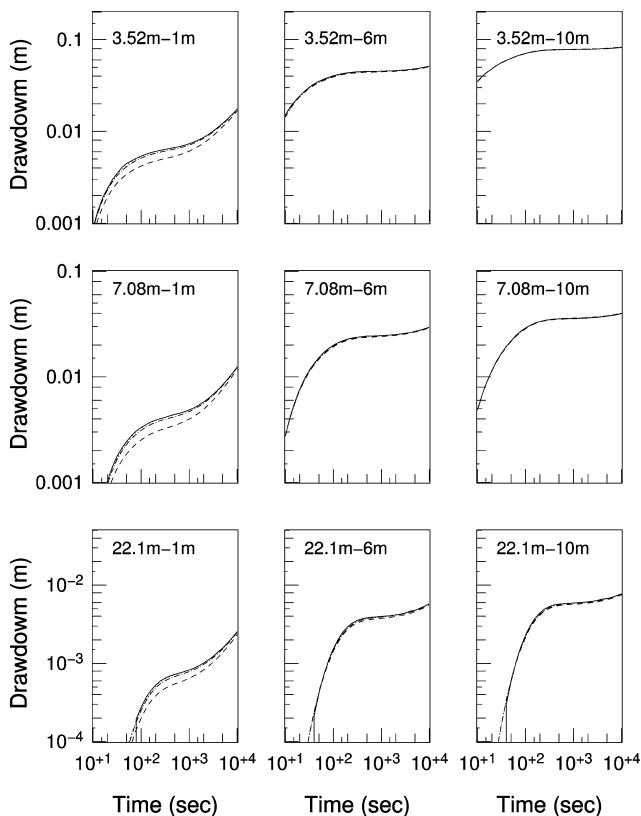 3.52m−1m 3.52m−6m 3.52m−10m
0.1
0.01
0.001
Drawdowm (m)
7.08m−1m 7.08m−6m 7.08m−10m
0.1
0.01
0.001
Drawdowm (m)
22.1m−1m 22.1m−6m 22.1m−10m
10⁻²
10⁻³
10⁻⁴
Drawdowm (m)
10⁺¹ 10⁺² 10⁺³ 10⁺⁴ 10⁺¹ 10⁺² 10⁺³ 10⁺⁴ 10⁺¹ 10⁺² 10⁺³ 10⁺⁴
Time (sec) Time (sec) Time (sec)